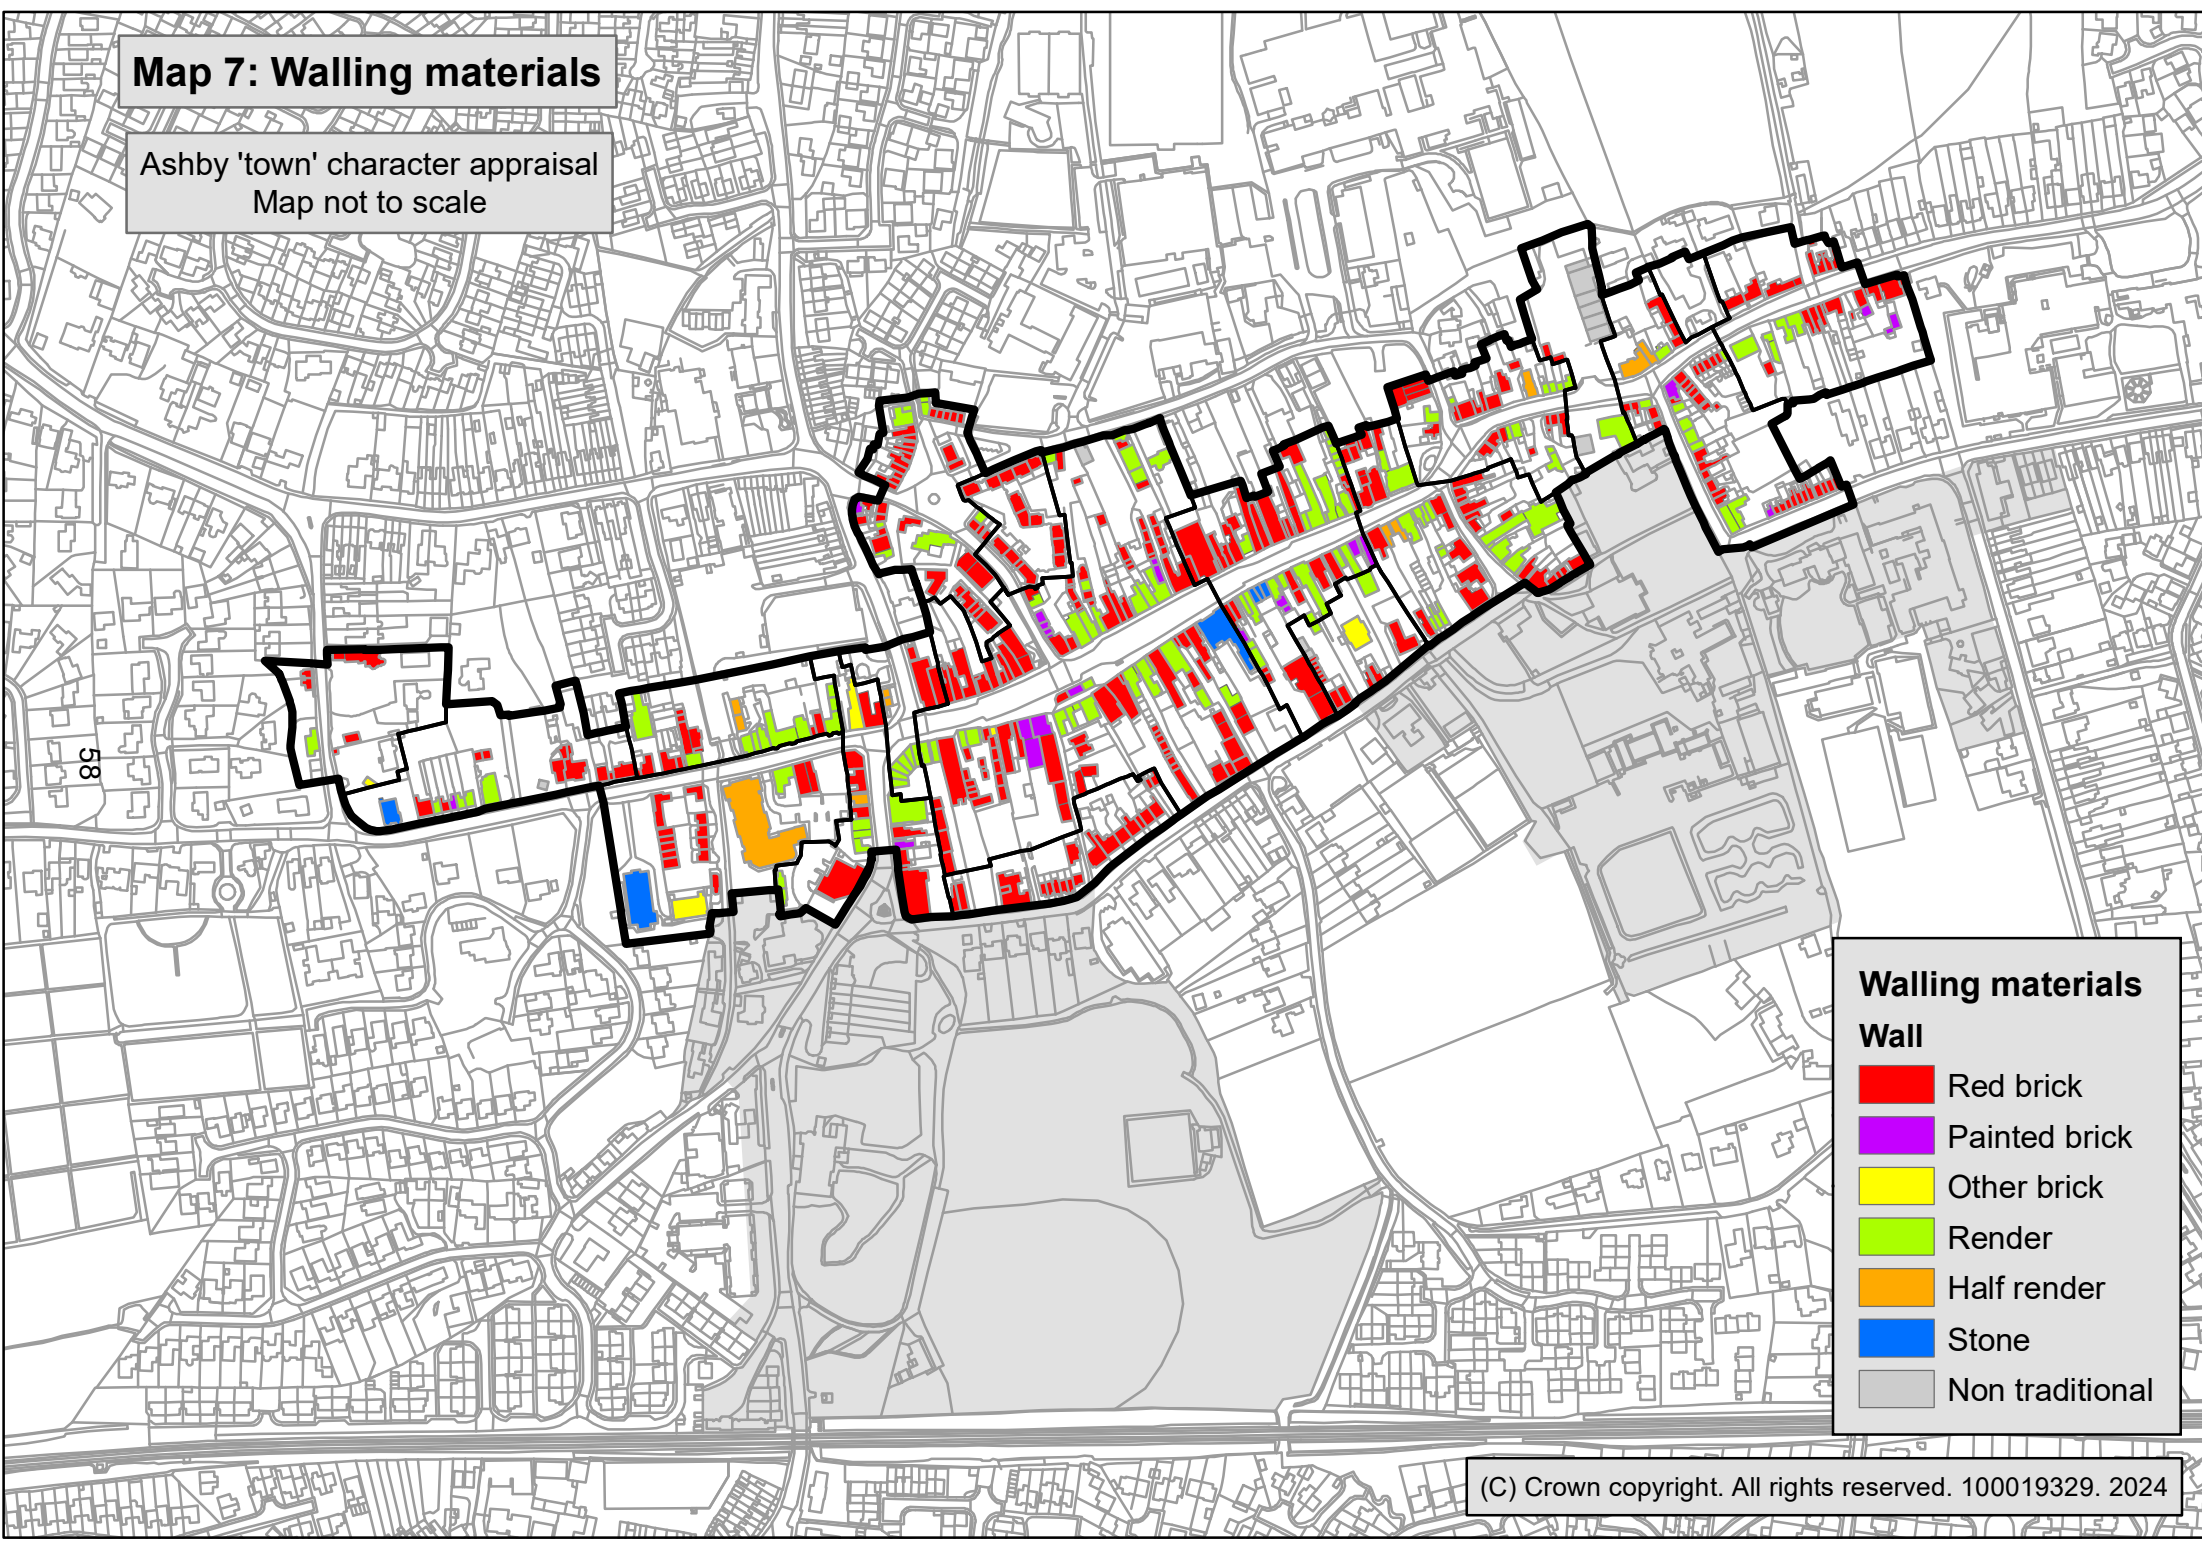 Map 7: Walling materials
Ashby 'town' character appraisal
Map not to scale
58
Walling materials
Wall
Red brick
Painted brick
Other brick
Render
Half render
Stone
Non traditional
(C) Crown copyright. All rights reserved. 100019329. 2024